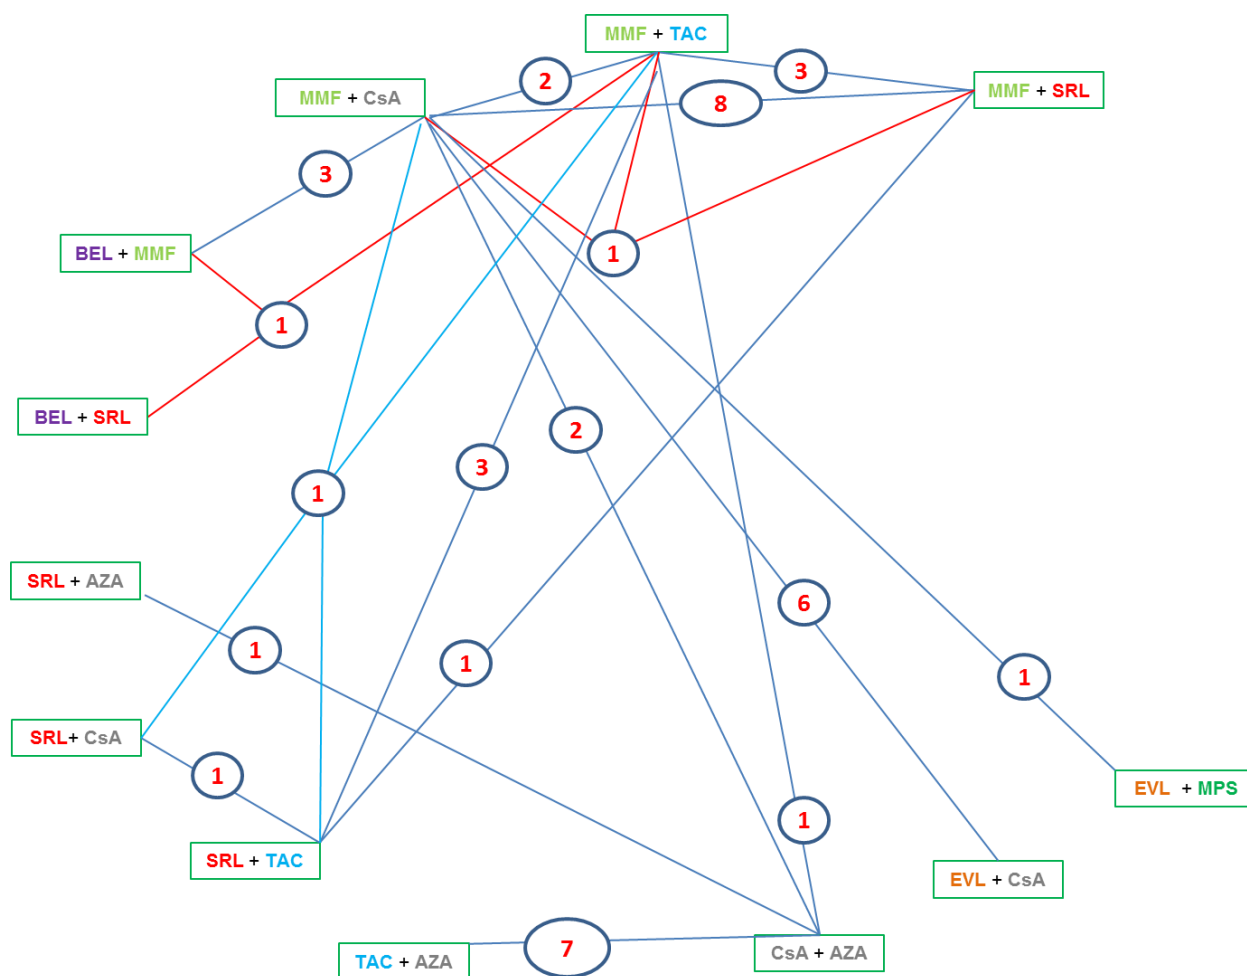 MMF + TAC
2
3
MMF + CsA
8
MMF + SRL
3
BEL + MMF
1
1
BEL + SRL
2
3
1
SRL + AZA
6
1
1
1
SRL+ CsA
1
EVL + MPS
1
SRL + TAC
EVL + CsA
7
CsA + AZA
TAC + AZA